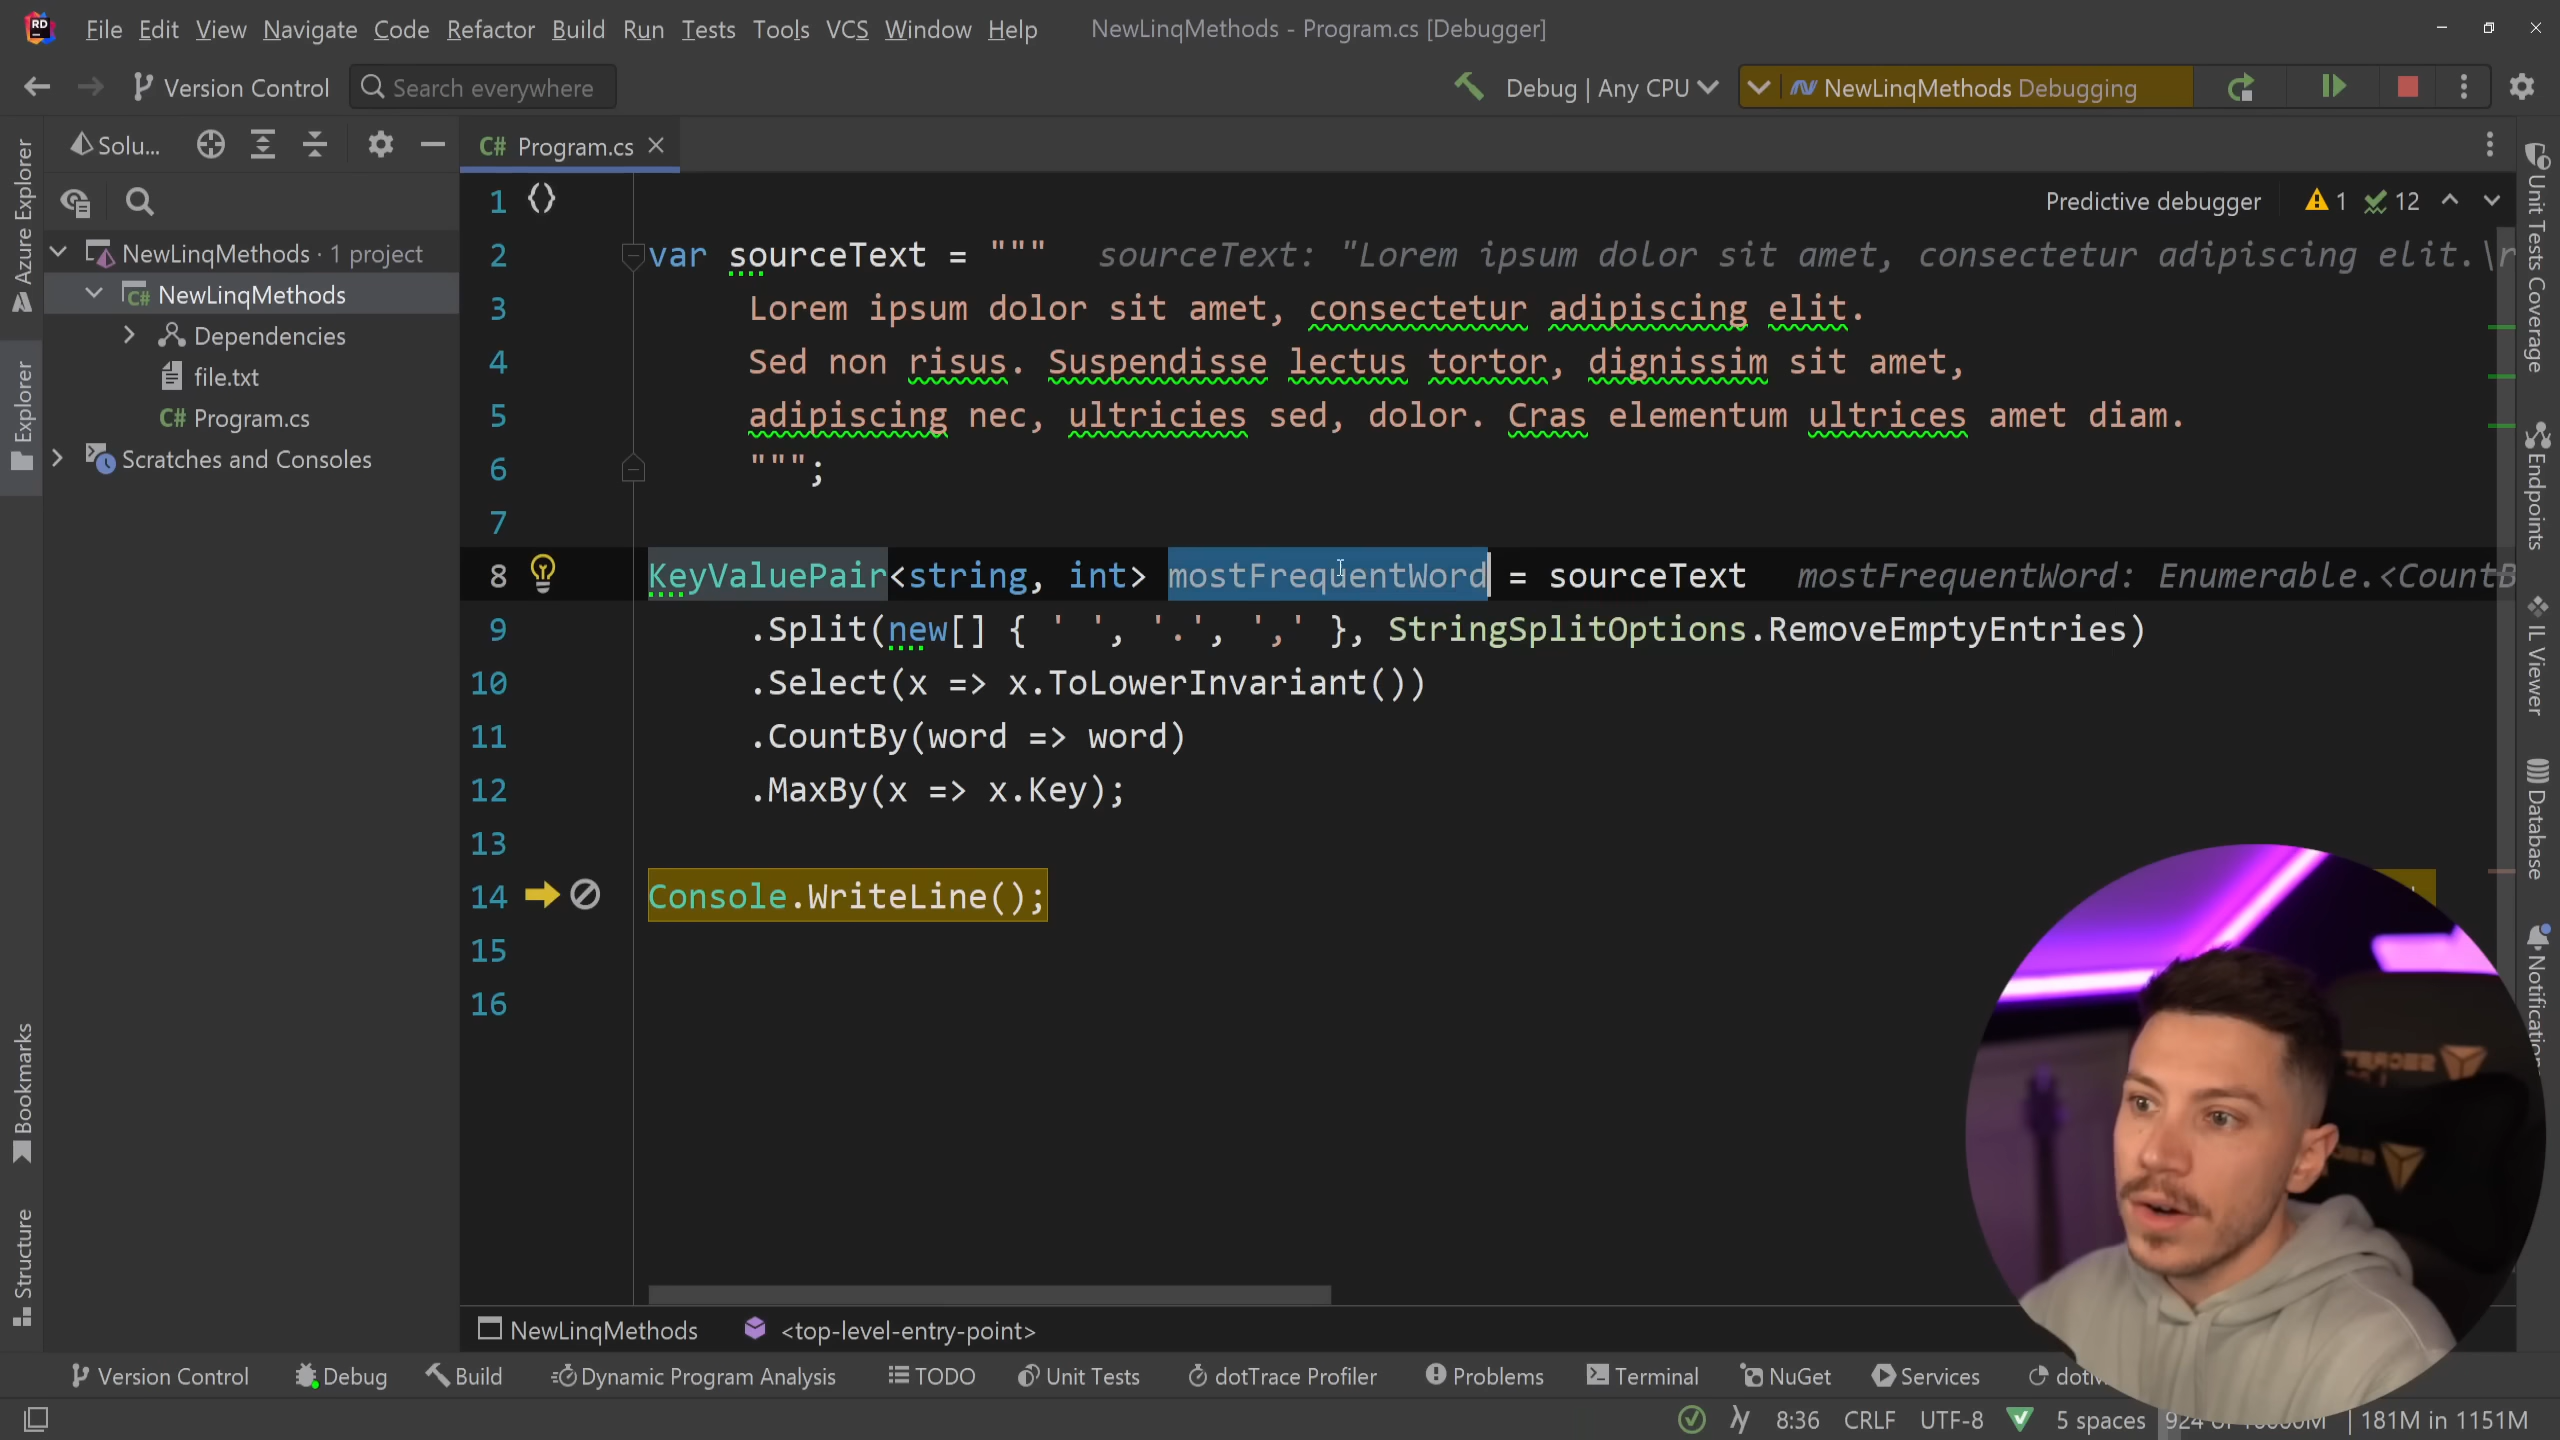 RD
File Edit View Navigate Code Refactor Build Run Tests Tools VCS Window Help
NewLinqMethods - Program.cs [Debugger]
Version Control
Search everywhere
Debug | Any CPU
NewLinqMethods Debugging
Solu...
C# Program.cs
Azure Explorer
Explorer
Bookmarks
Structure
NewLinqMethods · 1 project
C# NewLinqMethods
Dependencies
file.txt
C# Program.cs
Scratches and Consoles
Predictive debugger
1
12
1 {}
2 var sourceText = """ sourceText: "Lorem ipsum dolor sit amet, consectetur adipiscing elit.\r
3 Lorem ipsum dolor sit amet, consectetur adipiscing elit.
4 Sed non risus. Suspendisse lectus tortor, dignissim sit amet,
5 adipiscing nec, ultricies sed, dolor. Cras elementum ultrices amet diam.
6 """;
7
8 KeyValuePair<string, int> mostFrequentWord = sourceText mostFrequentWord: Enumerable.<CountB
9 .Split(new[] { ' ', '.', ',' }, StringSplitOptions.RemoveEmptyEntries)
10 .Select(x => x.ToLowerInvariant())
11 .CountBy(word => word)
12 .MaxBy(x => x.Key);
13
14 Console.WriteLine();
15
16
Unit Tests Coverage
Endpoints
IL Viewer
Database
Notification
NewLinqMethods
<top-level-entry-point>
Version Control
Debug
Build
Dynamic Program Analysis
TODO
Unit Tests
dotTrace Profiler
Problems
Terminal
NuGet
Services
8:36
CRLF
UTF-8
5 spaces
181M in 1151M